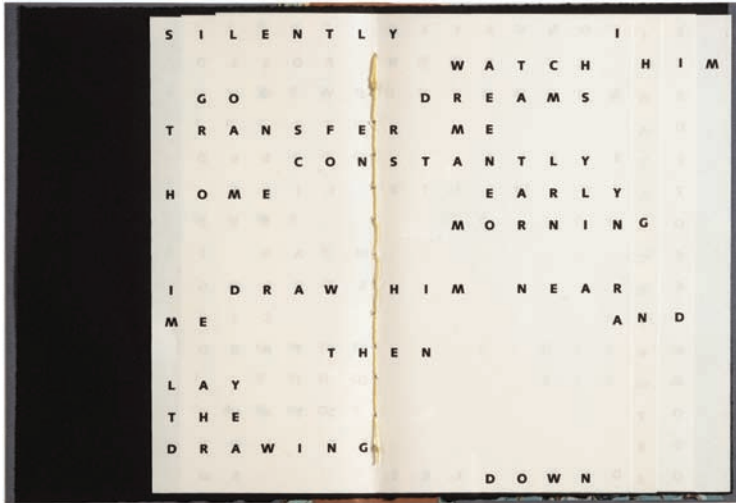 SILENTLY I
WATCH HIM
GO DREAMS
TRANSFER ME
CONSTANTLY
HOME EARLY
MORNING
I DRAW HIM NEAR
ME AND
THEN
LAY
THE
DRAWING
DOWN